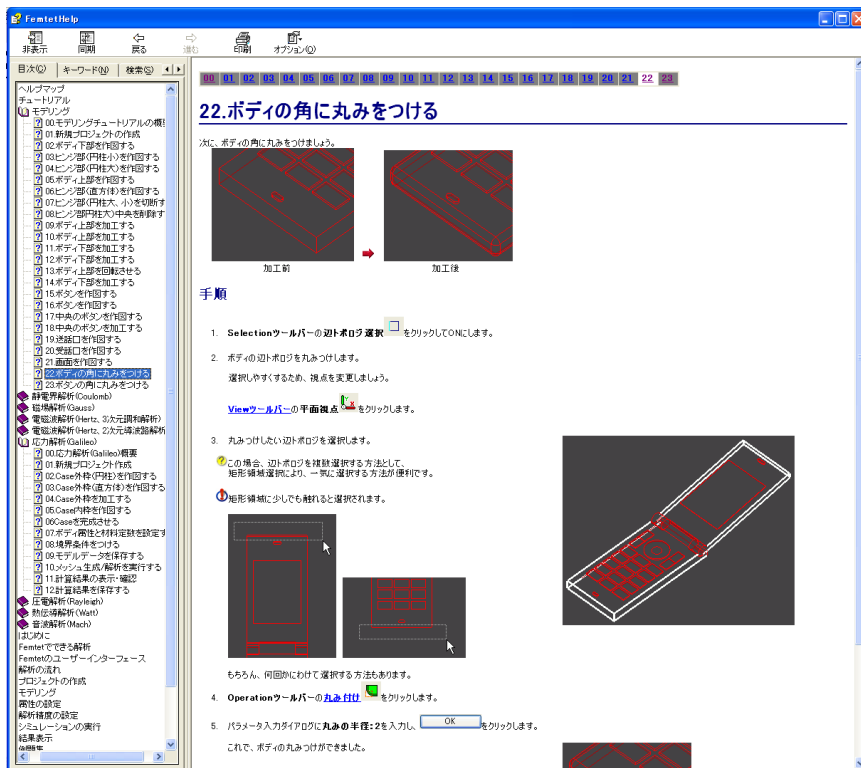 FemtetHelp
非表示 同期 戻る 進む 印刷 オプション(O)
目次(C) キーワード(N) 検索(S)
ヘルプマップ
チュートリアル
モデリング
00.モデリングチュートリアルの概
01.新規プロジェクトの作成
02.ボディ下部を作図する
03.ヒンジ部(円柱小)を作図する
04.ヒンジ部(円柱大)を作図する
05.ボディ上部を作図する
06.ヒンジ部(直方体)を作図する
07.ヒンジ部(円柱大、小)を切断す
08.ヒンジ部円柱大)中央を削除す
09.ボディ上部を加工する
10.ボディ上部を加工する
11.ボディ下部を加工する
12.ボディ下部を加工する
13.ボディ上部を回転させる
14.ボディ下部を加工する
15.ボタンを作図する
16.ボタンを作図する
17.中央のボタンを作図する
18.中央のボタンを加工する
19.送話口を作図する
20.受話口を作図する
21.画面を作図する
22.ボディの角に丸みをつける
23.ボタンの角に丸みをつける
静電界解析(Coulomb)
磁場解析(Gauss)
電磁波解析(Hertz、3次元調和解析)
電磁波解析(Hertz、2次元導波路解析
応力解析(Galileo)
00.応力解析(Galileo)概要
01.新規プロジェクト作成
02.Case外枠(円柱)を作図する
03.Case外枠(直方体)を作図する
04.Case外枠を加工する
05.Case内枠を作図する
06Caseを完成させる
07.ボディ属性と材料定数を設定す
08.境界条件をつける
09.モデルデータを保存する
10.メッシュ生成/解析を実行する
11.計算結果の表示・確認
12計算結果を保存する
圧電解析(Rayleigh)
熱伝導解析(Watt)
音波解析(Mach)
はじめに
Femtetでできる解析
Femtetのユーザーインターフェース
解析の流れ
プロジェクトの作成
モデリング
属性の設定
解析精度の設定
シミュレーションの実行
結果表示
例題集
00 01 02 03 04 05 06 07 08 09 10 11 12 13 14 15 16 17 18 19 20 21 22 23
22.ボディの角に丸みをつける
次に、ボディの角に丸みをつけましょう。
加工前 加工後
手順
1. Selectionツールバーの辺トポロジ選択 をクリックしてONにします。
2. ボディの辺トポロジを丸みつけします。
選択しやすくするため、視点を変更しましょう。
Viewツールバーの平面視点 をクリックします。
3. 丸みつけしたい辺トポロジを選択します。
この場合、辺トポロジを複数選択する方法として、
矩形領域選択により、一気に選択する方法が便利です。
矩形領域に少しでも触れると選択されます。
もちろん、何回かにわけて選択する方法もあります。
4. Operationツールバーの丸み付け をクリックします。
5. パラメータ入力ダイアログに丸みの半径:2を入力し、 OK をクリックします。
これで、ボディの丸みつけができました。